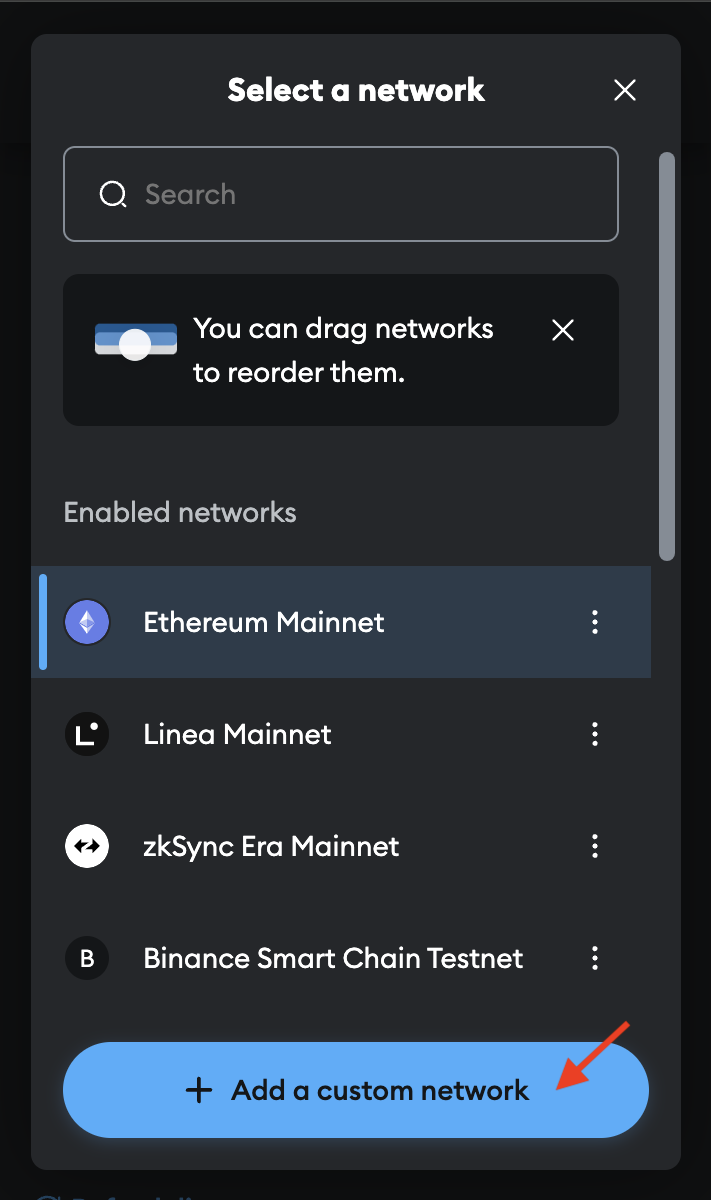 Select a network
Search
You can drag networks
to reorder them.
Enabled networks
Ethereum Mainnet
Linea Mainnet
zkSync Era Mainnet
B
Binance Smart Chain Testnet
+ Add a custom network